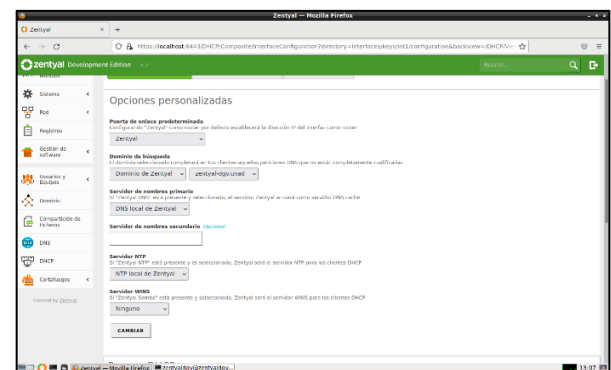 Zentyal — Mozilla Firefox
Zentyal
https://localhost:8443/DHCP/Composite/InterfaceConfiguration?directory=Interfaces/keys/int1/configuration&backview=/DHCP/Vie
zentyal Development Edition
Buscar...
Sistema
Red
Registros
Gestión de
software
Usuarios y
Equipos
Dominio
Compartición de
Ficheros
DNS
DHCP
Cortafuegos
Created by Zentyal
Opciones personalizadas
Puerta de enlace predeterminada
Configurando "Zentyal" como router por defecto establecerá la dirección IP del interfaz como router
Zentyal
Dominio de búsqueda
El dominio seleccionado completará en los clientes aquellas peticiones DNS que no están completamente cualificadas
Dominio de Zentyal
zentyal-dgv.unad
Servidor de nombres primario
Si "Zentyal DNS" está presente y seleccionado, el servidor Zentyal actuará como servidor DNS caché
DNS local de Zentyal
Servidor de nombres secundario Opcional
Servidor NTP
Si "Zentyal NTP" está presente y es seleccionado, Zentyal será el servidor NTP para los clientes DHCP
NTP local de Zentyal
Servidor WINS
Si "Zentyal Samba" está presente y seleccionado, Zentyal será el servidor WINS para los clientes DHCP
Ninguno
CAMBIAR
Zentyal — Mozilla Firefox
13:07